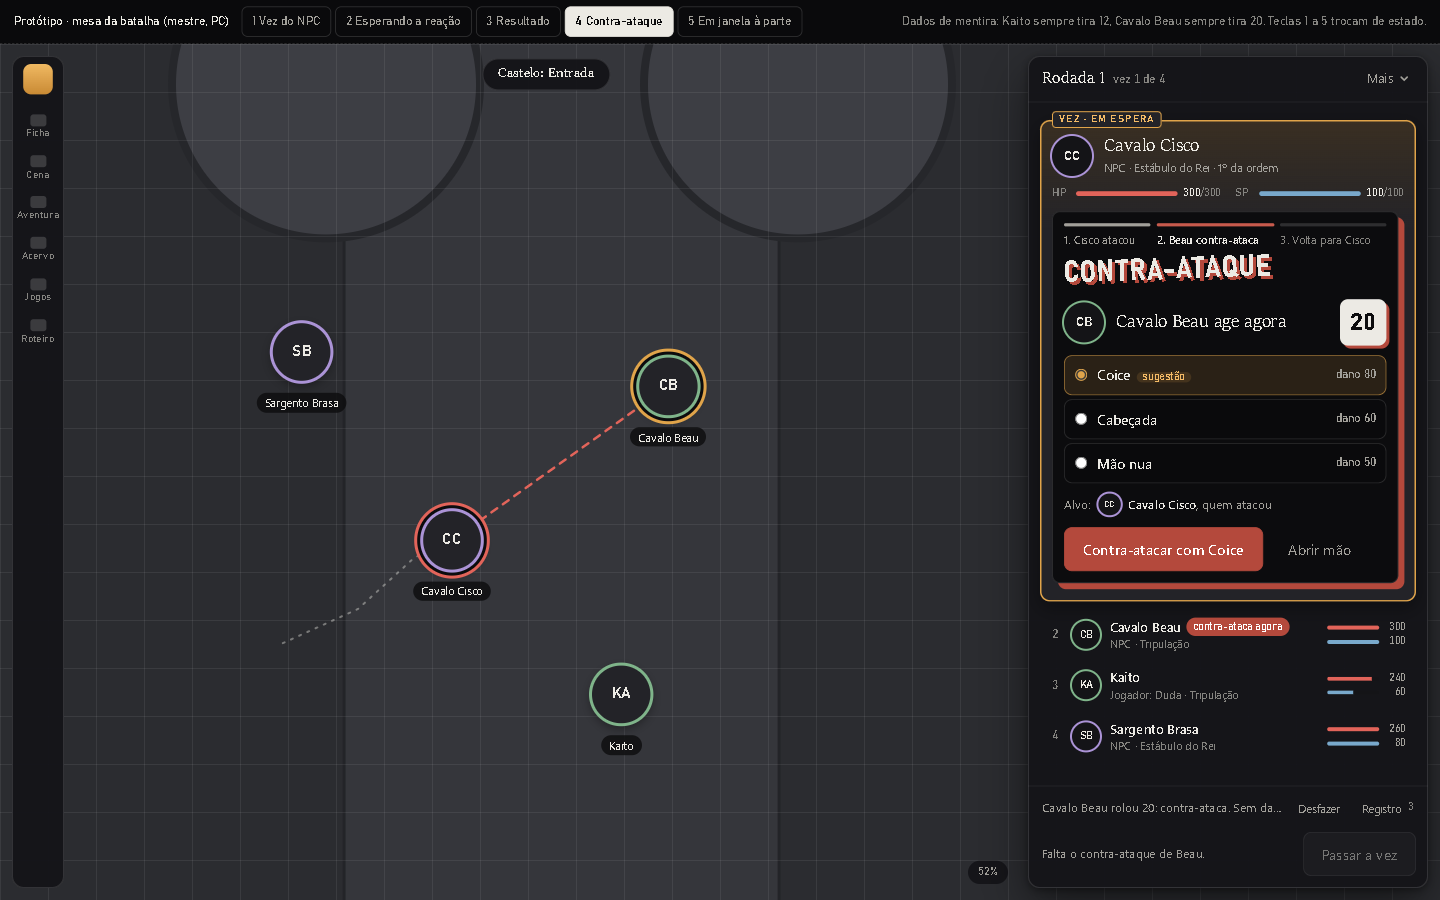 Protótipo · mesa da batalha (mestre, PC)
1 Vez do NPC
2 Esperando a reação
3 Resultado
4 Contra-ataque
5 Em janela à parte
Dados de mentira: Kaito sempre tira 12, Cavalo Beau sempre tira 20. Teclas 1 a 5 trocam de estado.
Ficha
Cena
Aventura
Acervo
Jogos
Roteiro
Castelo: Entrada
SB
Sargento Brasa
CB
Cavalo Beau
CC
Cavalo Cisco
KA
Kaito
52%
Rodada 1 vez 1 de 4
Mais
VEZ · EM ESPERA
CC
Cavalo Cisco
NPC · Estábulo do Rei · 1º da ordem
HP 300/300 SP 100/100
1. Cisco atacou
2. Beau contra-ataca
3. Volta para Cisco
CONTRA-ATAQUE
CB Cavalo Beau age agora 20
Coice sugestão dano 80
Cabeçada dano 60
Mão nua dano 50
Alvo: CC Cavalo Cisco, quem atacou
Contra-atacar com Coice
Abrir mão
2 CB Cavalo Beau contra-ataca agora 300
NPC · Tripulação 100
3 KA Kaito 240
Jogador: Duda · Tripulação 60
4 SB Sargento Brasa 260
NPC · Estábulo do Rei 80
Cavalo Beau rolou 20: contra-ataca. Sem da... Desfazer Registro 3
Falta o contra-ataque de Beau. Passar a vez